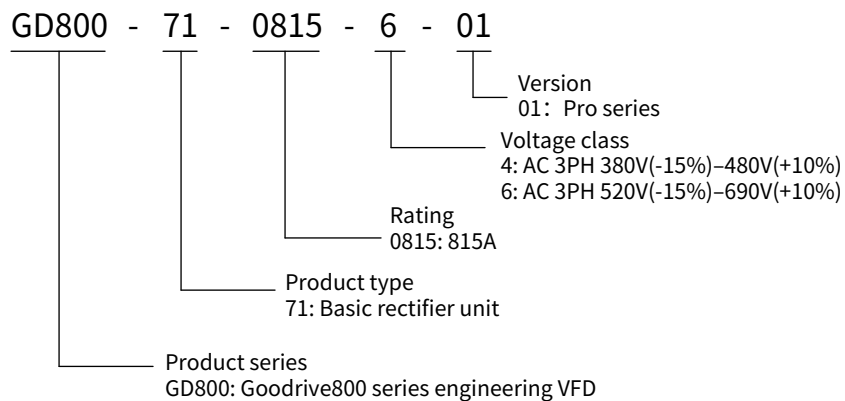 GD800 - 71 - 0815 - 6 - 01
Version
01： Pro series
Voltage class
4: AC 3PH 380V(-15%)–480V(+10%)
6: AC 3PH 520V(-15%)–690V(+10%)
Rating
0815: 815A
Product type
71: Basic rectifier unit
Product series
GD800: Goodrive800 series engineering VFD